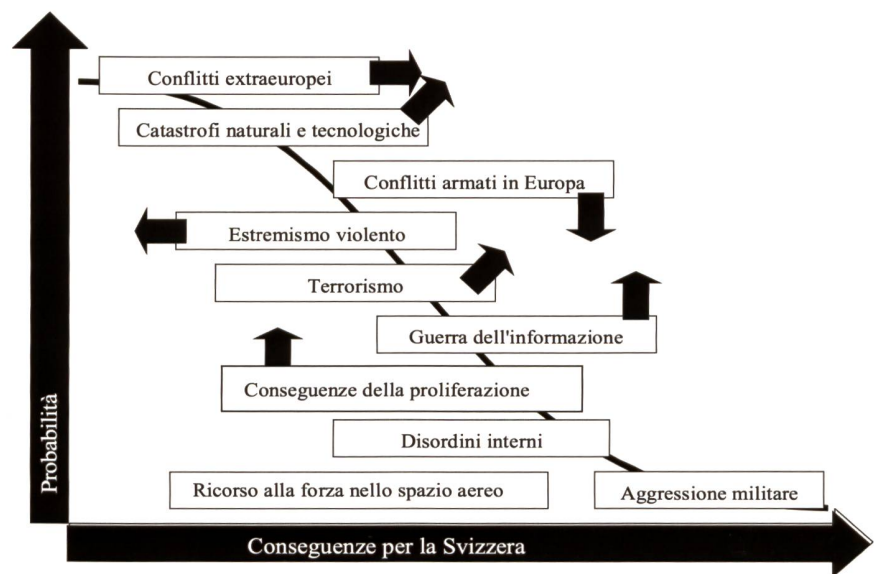 Conflitti extraeuropei
Catastrofi naturali e tecnologiche
Conflitti armati in Europa
Estremismo violento
Terrorismo
Guerra dell'informazione
Conseguenze della proliferazione
Disordini interni
Ricorso alla forza nello spazio aereo
Aggressione militare
Probabilità
Conseguenze per la Svizzera